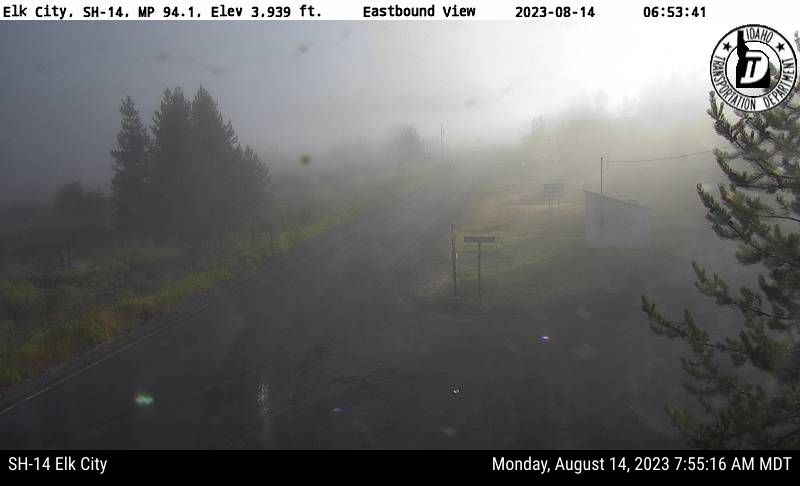 Elk City, SH-14, MP 94.1, Elev 3,939 ft. Eastbound View 2023-08-14 06:53:41
IDAHO
TRANSPORTATION DEPARTMENT
SH-14 Elk City Monday, August 14, 2023 7:55:16 AM MDT